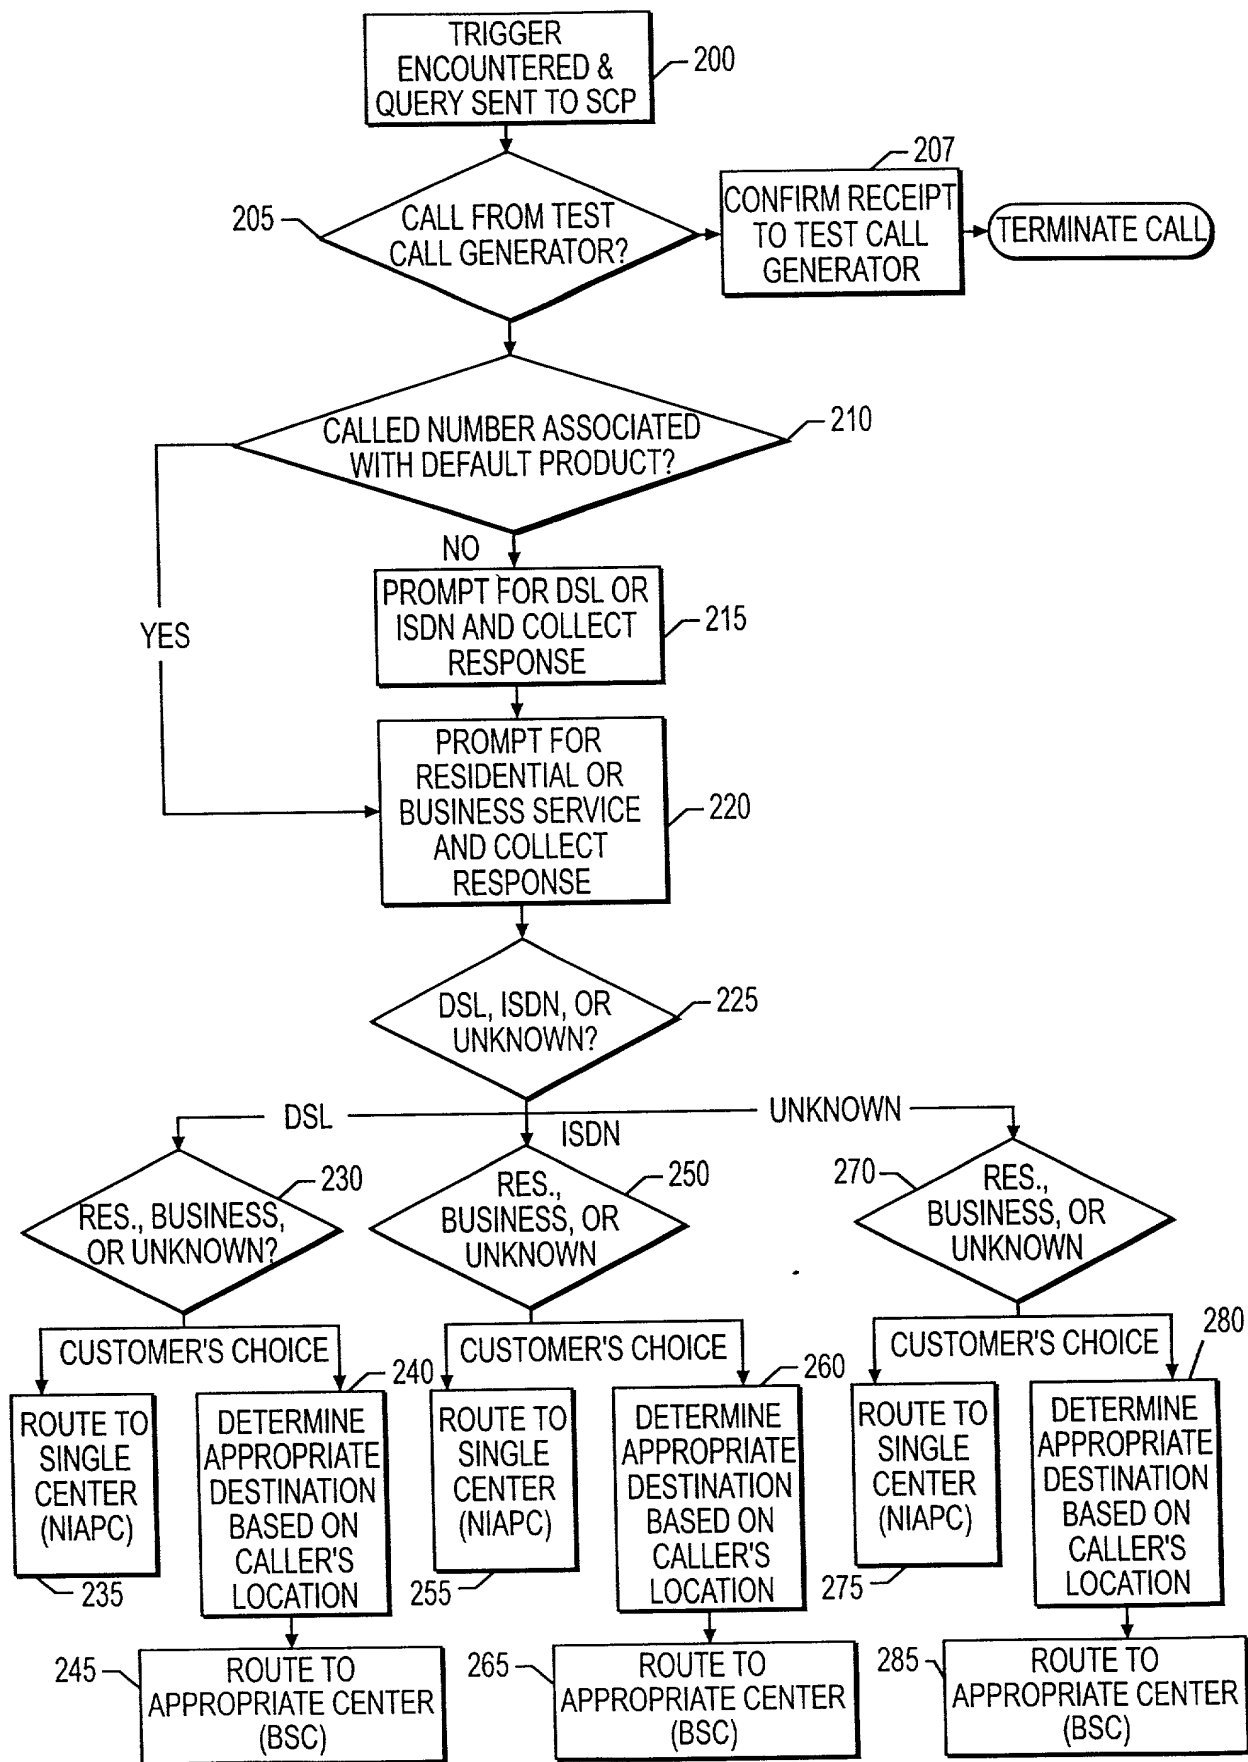 TRIGGER
ENCOUNTERED &
QUERY SENT TO SCP
200
207
205
CALL FROM TEST
CALL GENERATOR?
CONFIRM RECEIPT
TO TEST CALL
GENERATOR
TERMINATE CALL
CALLED NUMBER ASSOCIATED
WITH DEFAULT PRODUCT?
210
NO
YES
PROMPT FOR DSL OR
ISDN AND COLLECT
RESPONSE
215
PROMPT FOR
RESIDENTIAL OR
BUSINESS SERVICE
AND COLLECT
RESPONSE
220
DSL, ISDN, OR
UNKNOWN?
225
DSL
ISDN
UNKNOWN
230
RES., BUSINESS,
OR UNKNOWN?
250
RES.,
BUSINESS, OR
UNKNOWN
270
RES.,
BUSINESS, OR
UNKNOWN
CUSTOMER'S CHOICE
CUSTOMER'S CHOICE
CUSTOMER'S CHOICE
240
260
280
ROUTE TO
SINGLE
CENTER
(NIAPC)
235
DETERMINE
APPROPRIATE
DESTINATION
BASED ON
CALLER'S
LOCATION
ROUTE TO
SINGLE
CENTER
(NIAPC)
255
DETERMINE
APPROPRIATE
DESTINATION
BASED ON
CALLER'S
LOCATION
ROUTE TO
SINGLE
CENTER
(NIAPC)
275
DETERMINE
APPROPRIATE
DESTINATION
BASED ON
CALLER'S
LOCATION
245
ROUTE TO
APPROPRIATE CENTER
(BSC)
265
ROUTE TO
APPROPRIATE CENTER
(BSC)
285
ROUTE TO
APPROPRIATE CENTER
(BSC)